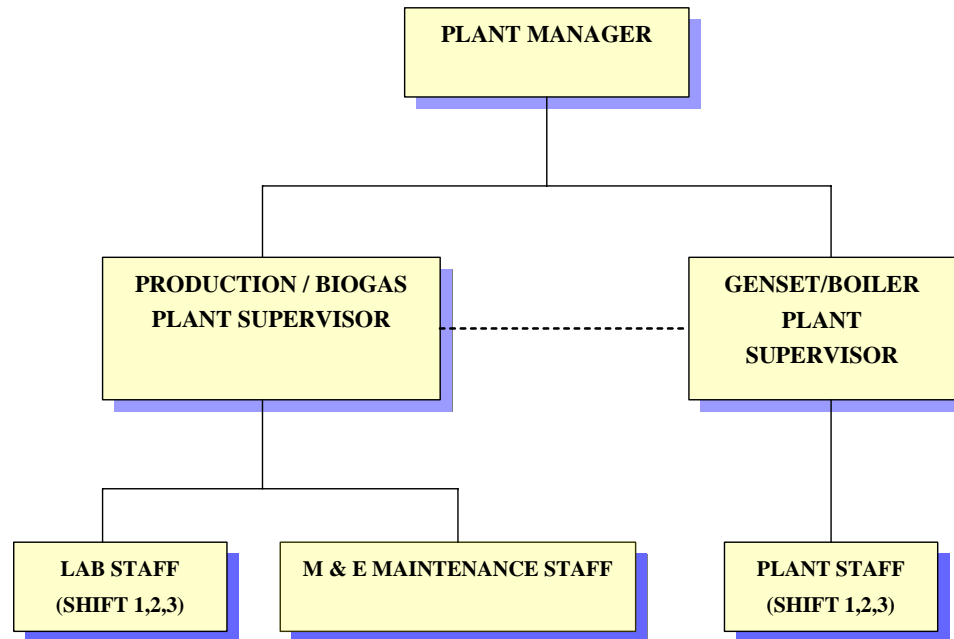 PLANT MANAGER
PRODUCTION / BIOGAS
PLANT SUPERVISOR
GENSET/BOILER
PLANT
SUPERVISOR
LAB STAFF
(SHIFT 1,2,3)
M & E MAINTENANCE STAFF
PLANT STAFF
(SHIFT 1,2,3)